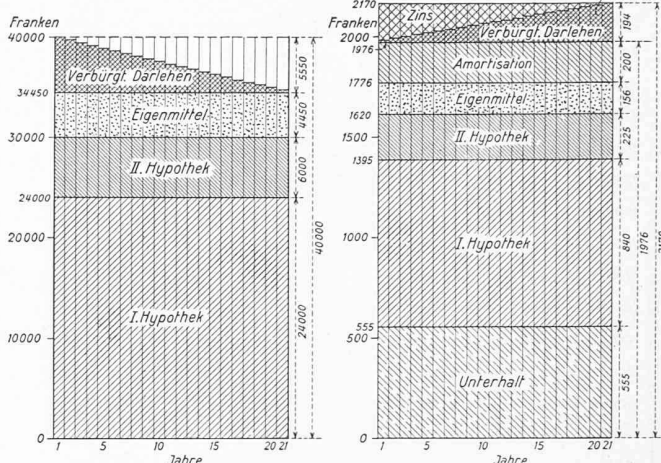 Franken
40000
34450
30000
24000
20000
10000
0
Verbürgt. Darlehen
Eigenmittel
II. Hypothek
I. Hypothek
5550
4450
6000
24000
40000
1 5 10 15 20 21
Jahre
Franken
2170
2000
1976
1776
1620
1500
1395
1000
555
500
0
Zins
Verbürgt. Darlehen
Amortisation
Eigenmittel
II. Hypothek
I. Hypothek
Unterhalt
194
200
156
225
840
555
1976
2170
1 5 10 15 20 21
Jahre